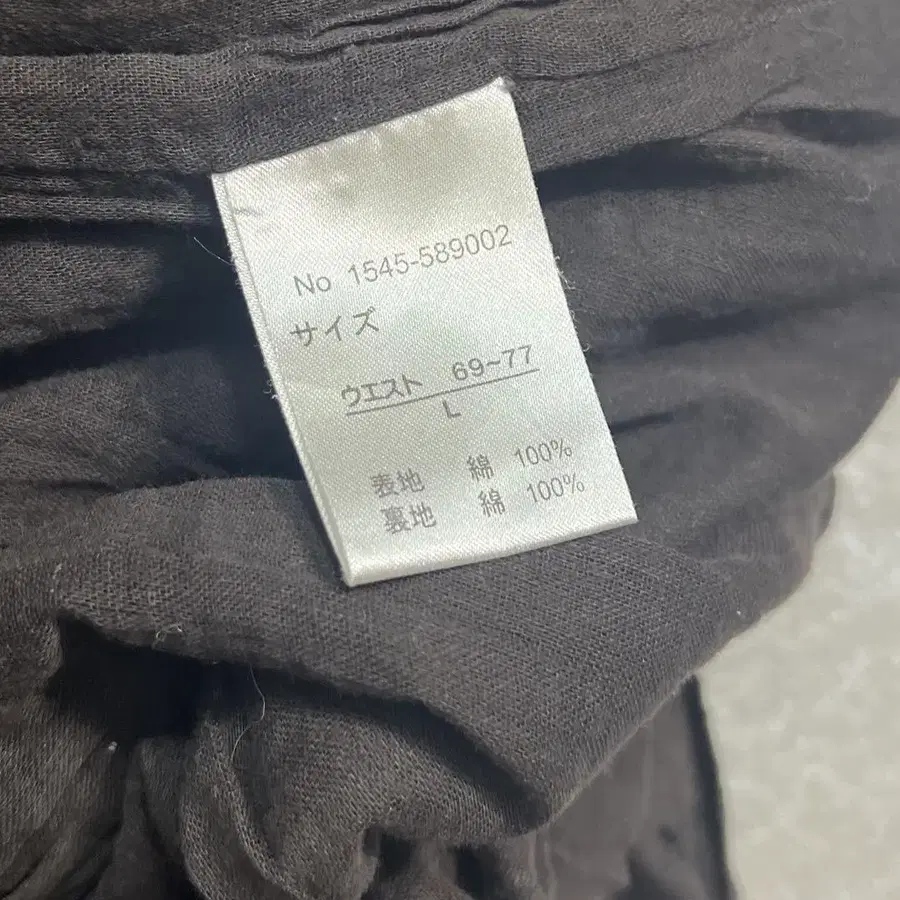 No 1545-589002
サイズ
ウエスト 69~77
L
表地 綿 100%
裏地 綿 100%